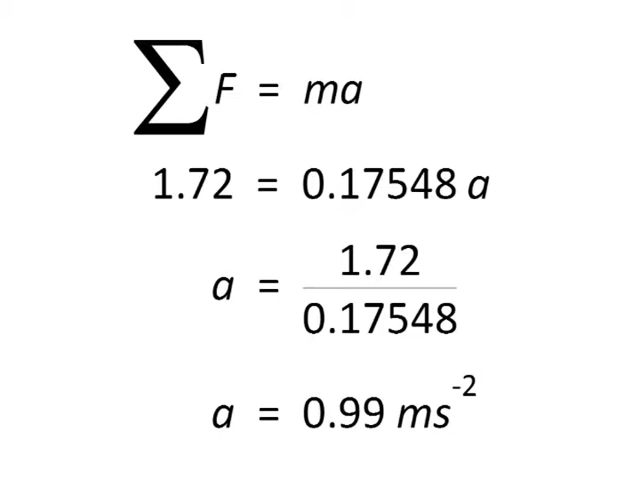 ∑F = ma
1.72 = 0.17548 a
a = 1.72 / 0.17548
a = 0.99 ms⁻²